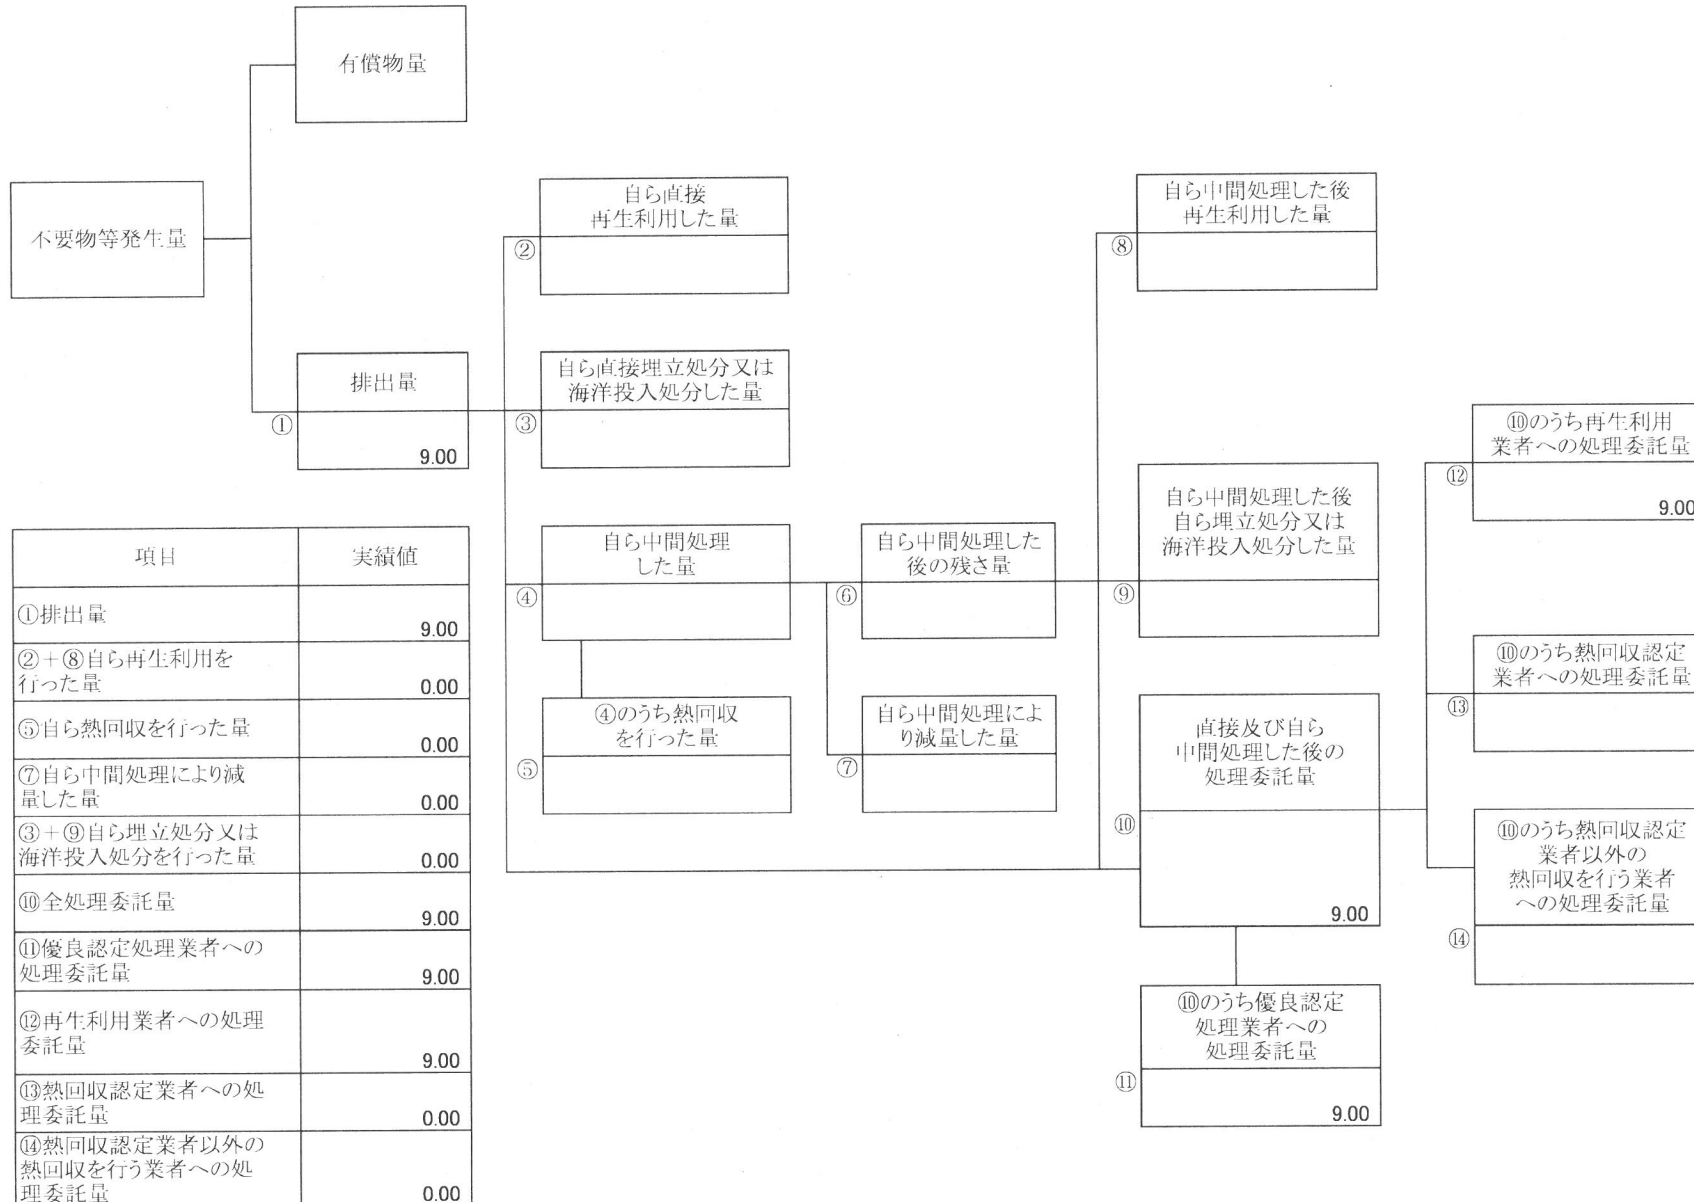 有償物量
不要物等発生量
排出量
①
9.00
自ら直接
再生利用した量
②
自ら直接埋立処分又は
海洋投入処分した量
③
自ら中間処理
した量
④
④のうち熱回収
を行った量
⑤
自ら中間処理した
後の残さ量
⑥
自ら中間処理によ
り減量した量
⑦
自ら中間処理した後
再生利用した量
⑧
自ら中間処理した後
自ら埋立処分又は
海洋投入処分した量
⑨
直接及び自ら
中間処理した後の
処理委託量
⑩
9.00
⑩のうち優良認定
処理業者への
処理委託量
⑪
9.00
⑩のうち再生利用
業者への処理委託量
⑫
9.00
⑩のうち熱回収認定
業者への処理委託量
⑬
⑩のうち熱回収認定
業者以外の
熱回収を行う業者
への処理委託量
⑭
項目 実績値
①排出量 9.00
②+⑧自ら再生利用を
行った量 0.00
⑤自ら熱回収を行った量 0.00
⑦自ら中間処理により減
量した量 0.00
③+⑨自ら埋立処分又は
海洋投入処分を行った量 0.00
⑩全処理委託量 9.00
⑪優良認定処理業者への
処理委託量 9.00
⑫再生利用業者への処理
委託量 9.00
⑬熱回収認定業者への処
理委託量 0.00
⑭熱回収認定業者以外の
熱回収を行う業者への処
理委託量 0.00